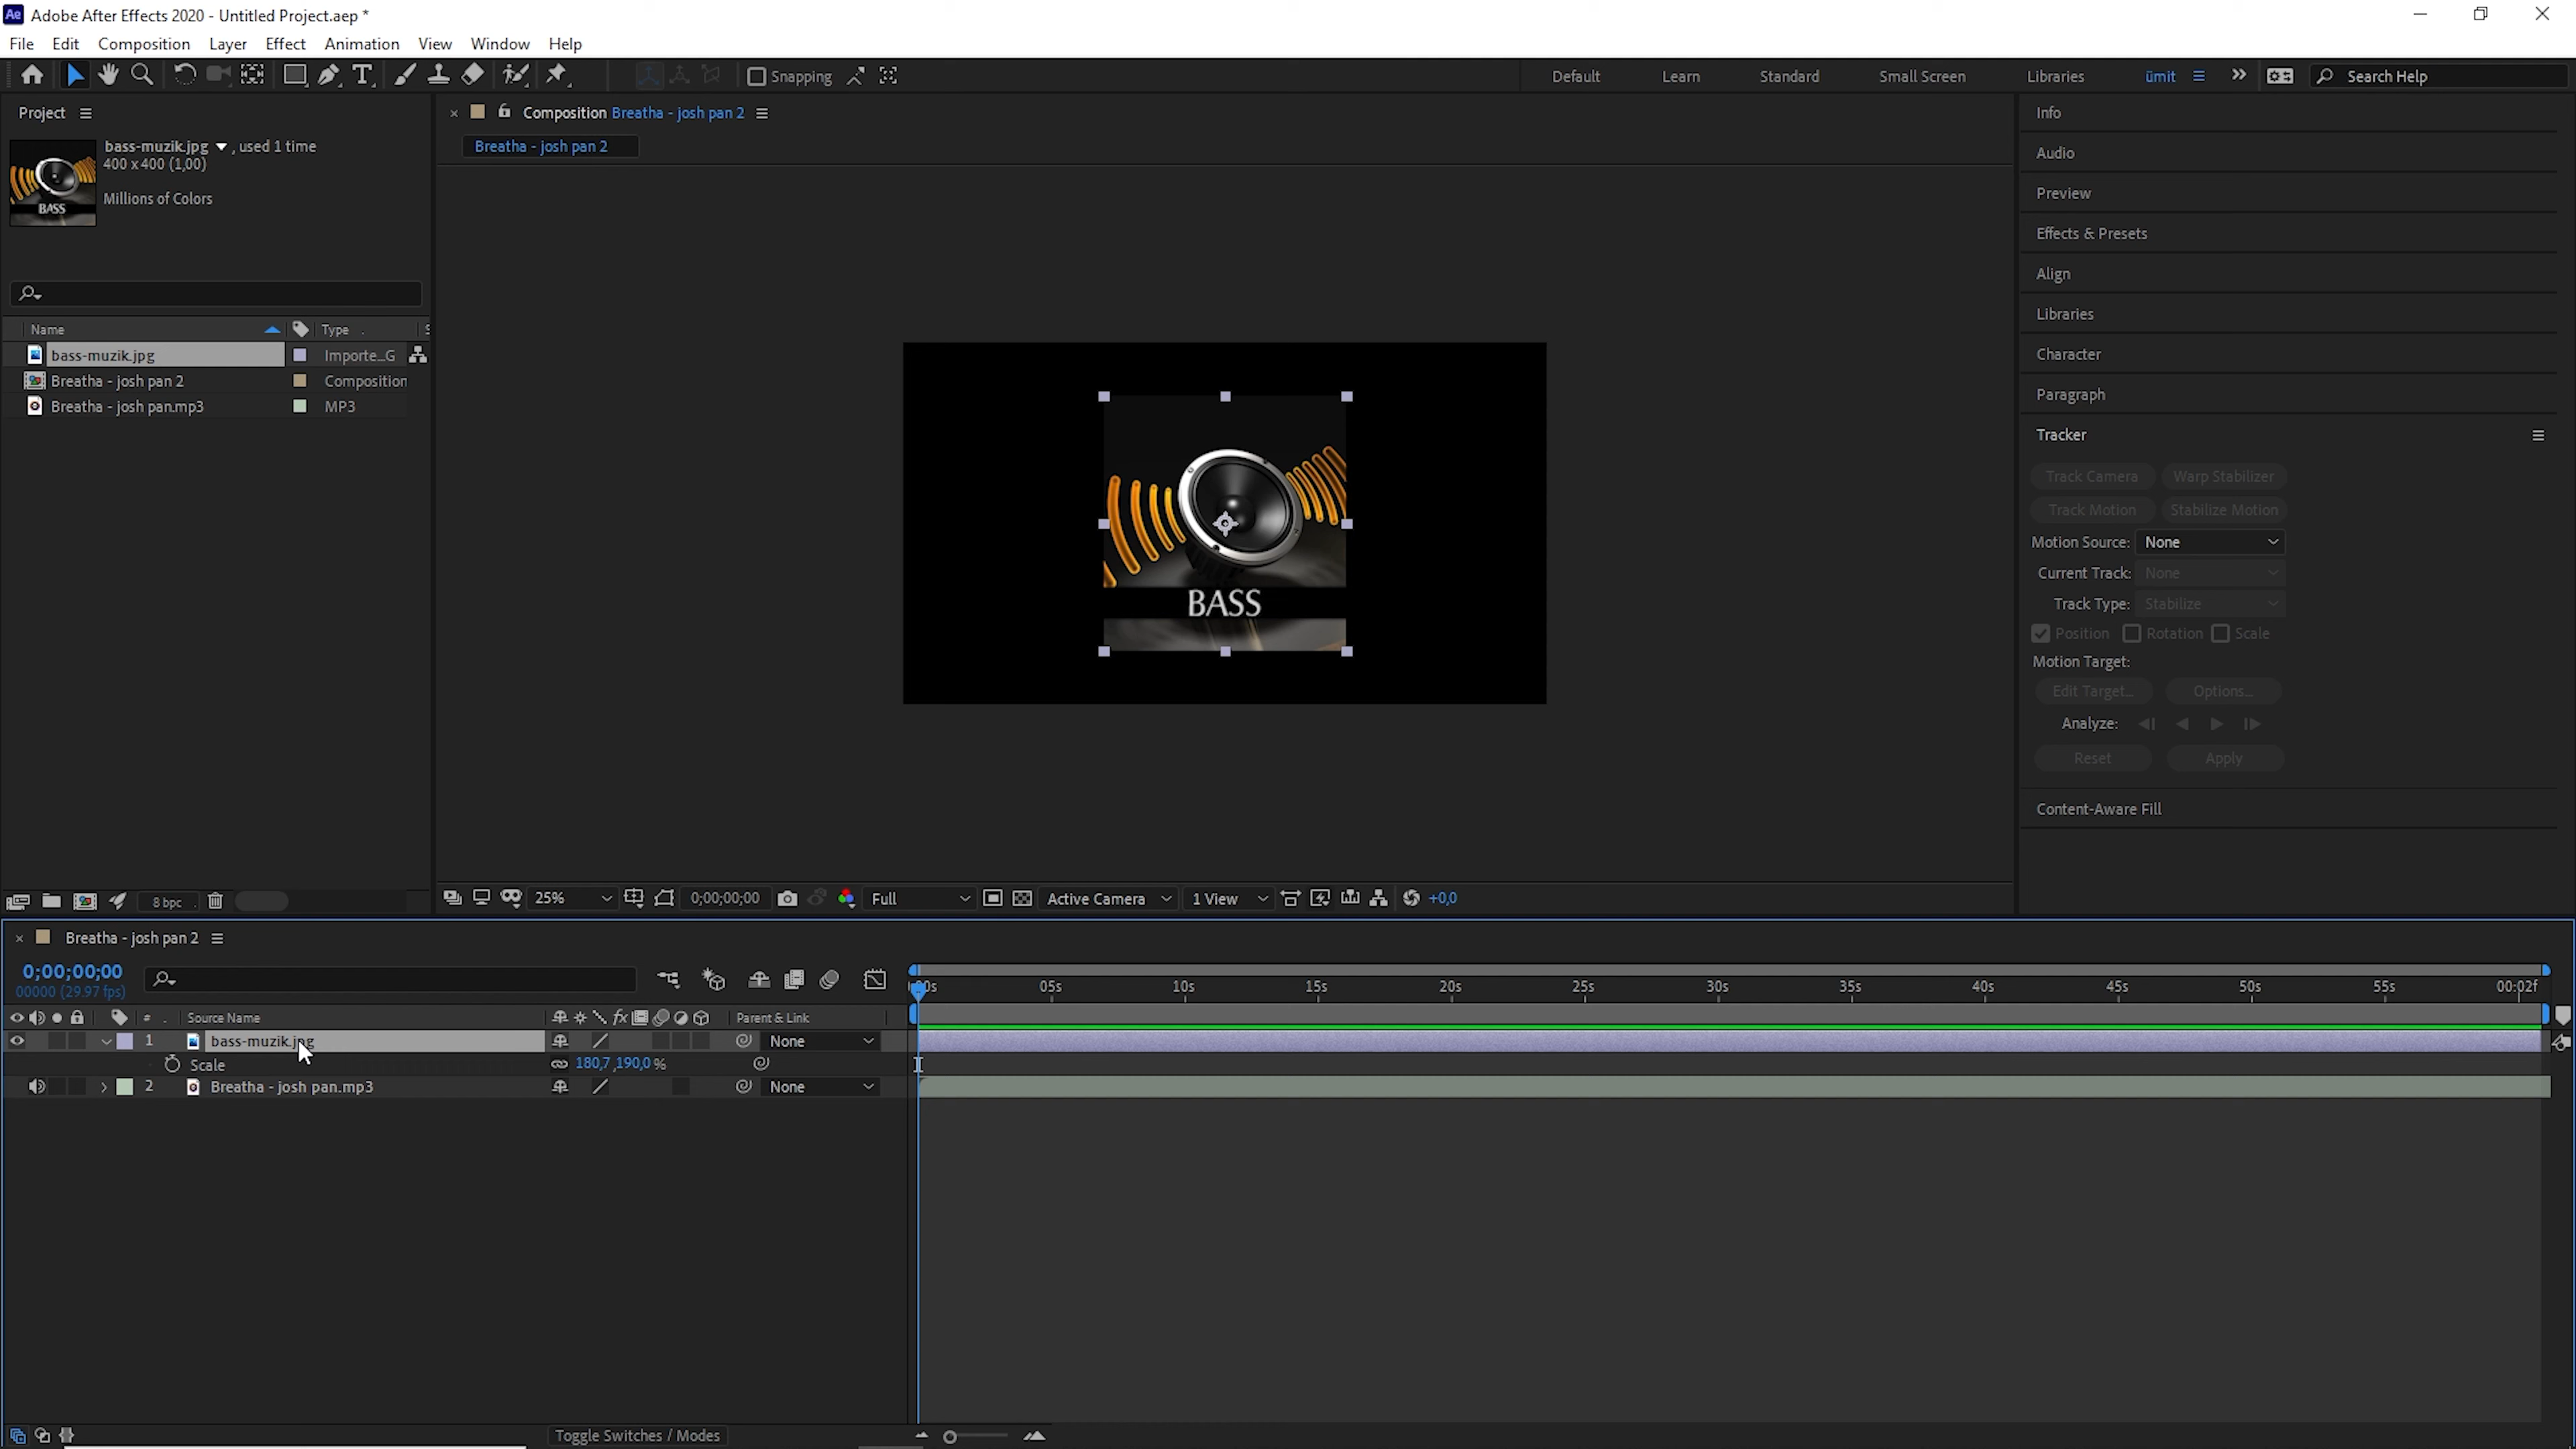 Ae Adobe After Effects 2020 - Untitled Project.aep *
File Edit Composition Layer Effect Animation View Window Help
Snapping Default Learn Standard Small Screen Libraries ümit Search Help
Project
bass-muzik.jpg , used 1 time
400 x 400 (1,00)
Millions of Colors
BASS
Name Type
bass-muzik.jpg Importe_G
Breatha - josh pan 2 Composition
Breatha - josh pan.mp3 MP3
8 bpc
Composition Breatha - josh pan 2
Breatha - josh pan 2
BASS
25% 0;00;00;00 Full Active Camera 1 View +0,0
Info
Audio
Preview
Effects & Presets
Align
Libraries
Character
Paragraph
Tracker
Track Camera Warp Stabilizer
Track Motion Stabilize Motion
Motion Source: None
Current Track: None
Track Type: Stabilize
Position Rotation Scale
Motion Target:
Edit Target... Options...
Analyze:
Reset Apply
Content-Aware Fill
Breatha - josh pan 2
0;00;00;00
00000 (29.97 fps)
05s 10s 15s 20s 25s 30s 35s 40s 45s 50s 55s 00:02f
# Source Name fx Parent & Link
1 bass-muzik.jpg None
Scale 180,7 ,190,0 %
2 Breatha - josh pan.mp3 None
Toggle Switches / Modes